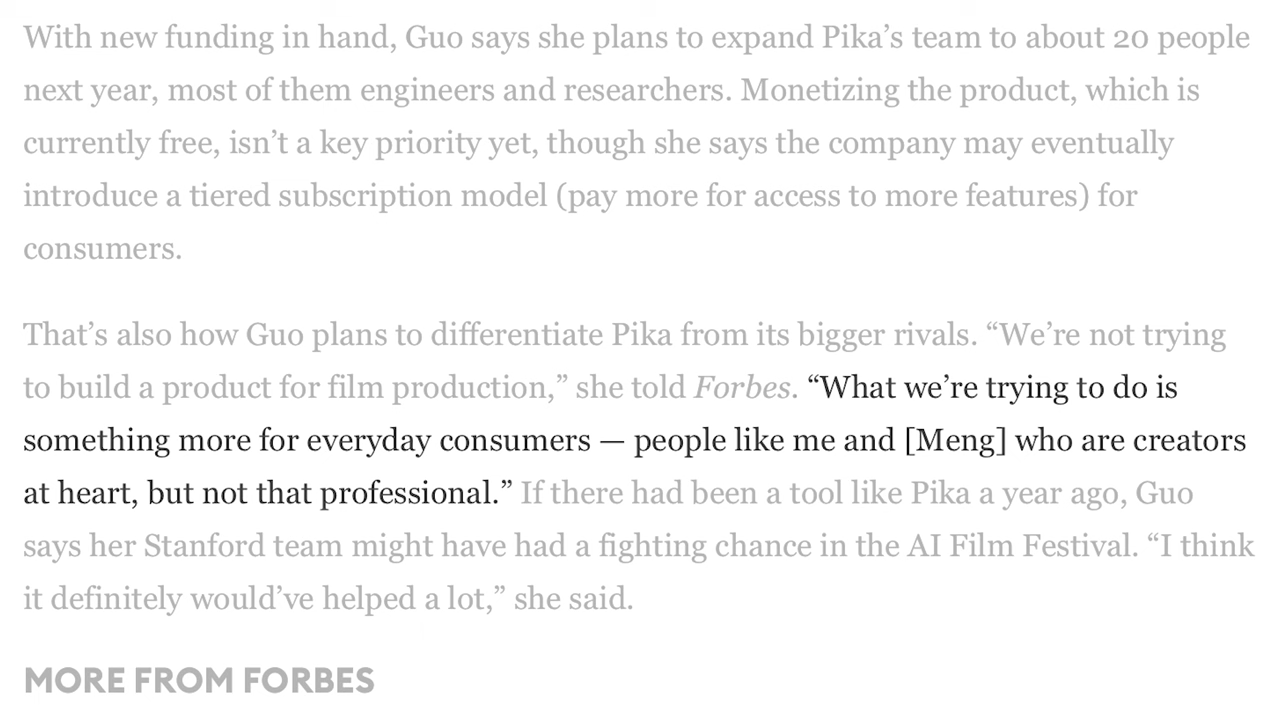 With new funding in hand, Guo says she plans to expand Pika’s team to about 20 people
next year, most of them engineers and researchers. Monetizing the product, which is
currently free, isn’t a key priority yet, though she says the company may eventually
introduce a tiered subscription model (pay more for access to more features) for
consumers.
That’s also how Guo plans to differentiate Pika from its bigger rivals. “We’re not trying
to build a product for film production,” she told Forbes. “What we’re trying to do is
something more for everyday consumers — people like me and [Meng] who are creators
at heart, but not that professional.” If there had been a tool like Pika a year ago, Guo
says her Stanford team might have had a fighting chance in the AI Film Festival. “I think
it definitely would’ve helped a lot,” she said.
MORE FROM FORBES